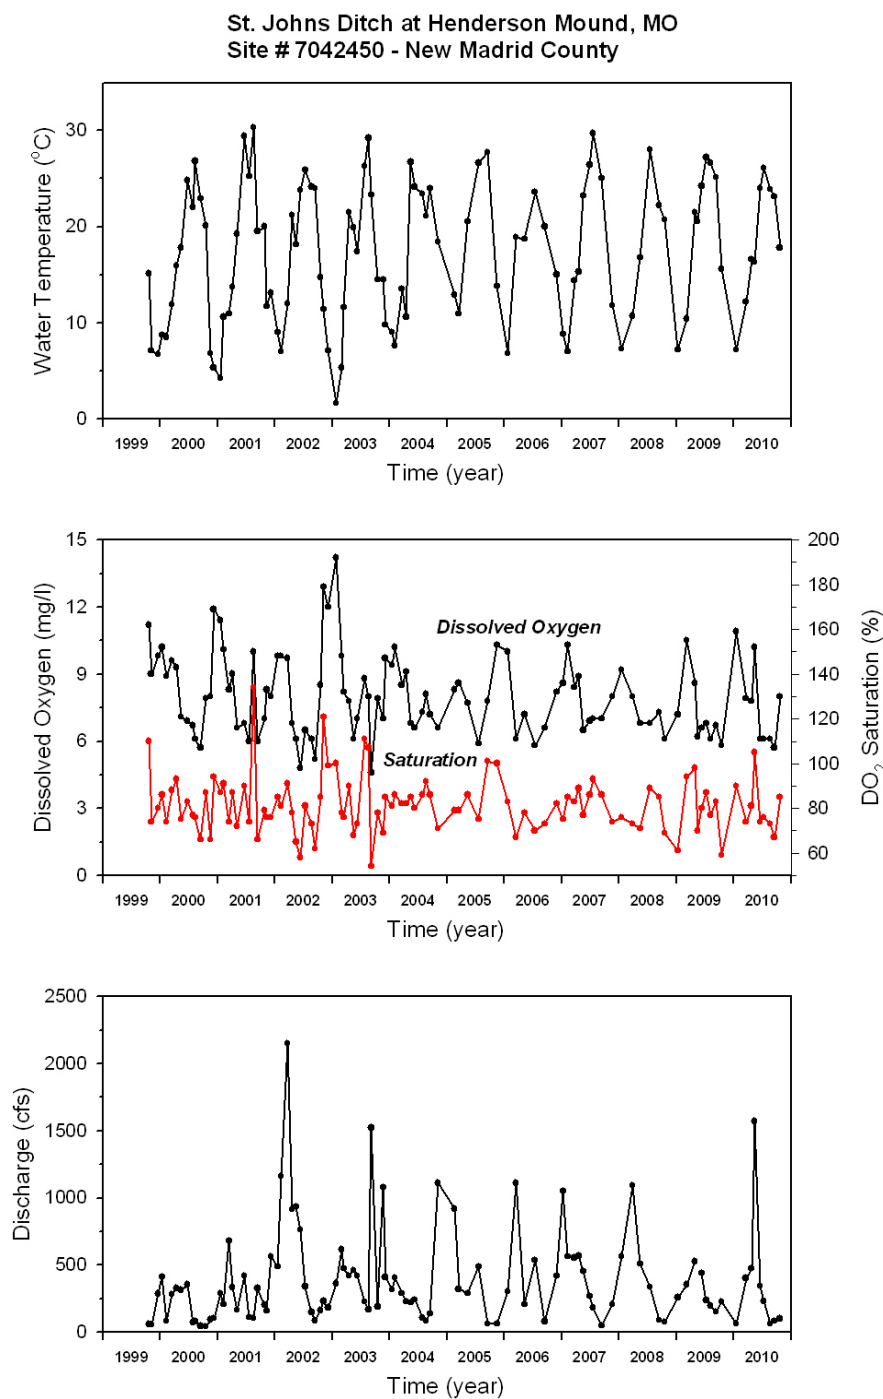 St. Johns Ditch at Henderson Mound, MO
Site # 7042450 - New Madrid County
Water Temperature (°C)
30
20
10
0
1999 2000 2001 2002 2003 2004 2005 2006 2007 2008 2009 2010
Time (year)
Dissolved Oxygen (mg/l)
15
12
9
6
3
0
Dissolved Oxygen
Saturation
200
180
160
140
120
100
80
60
DO2 Saturation (%)
1999 2000 2001 2002 2003 2004 2005 2006 2007 2008 2009 2010
Time (year)
Discharge (cfs)
2500
2000
1500
1000
500
0
1999 2000 2001 2002 2003 2004 2005 2006 2007 2008 2009 2010
Time (year)